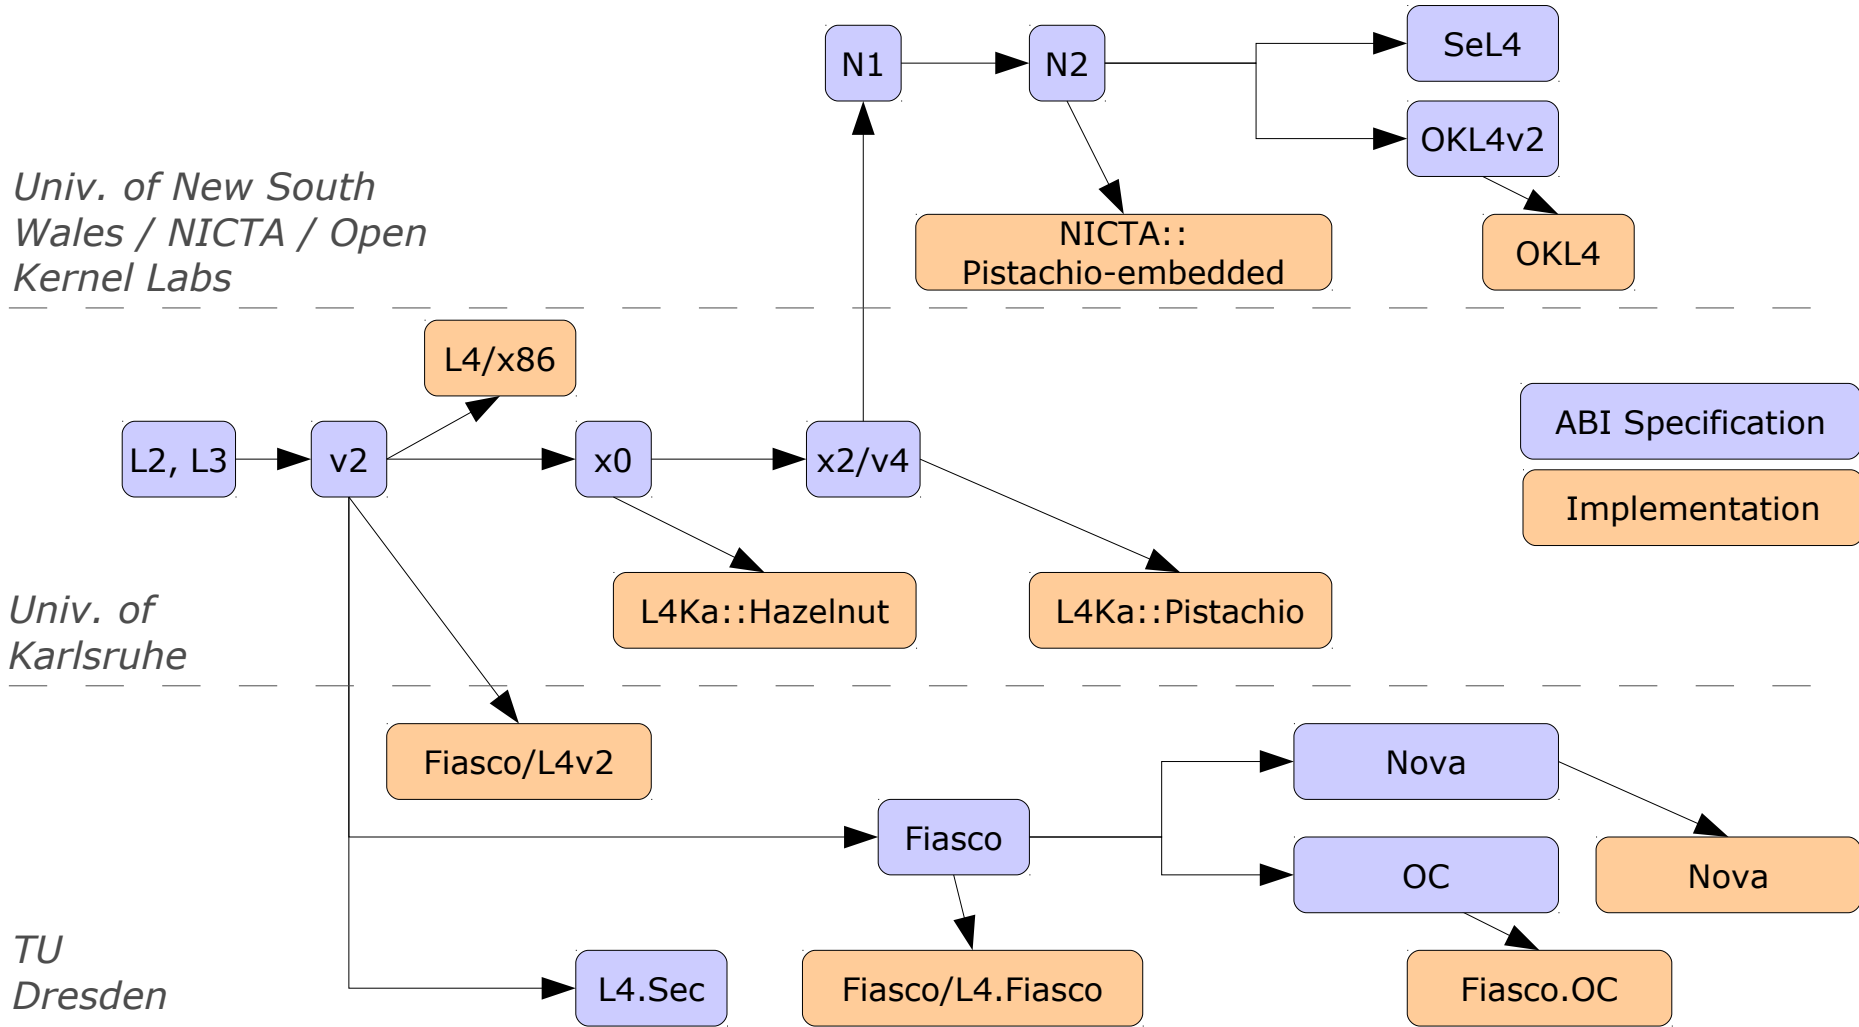 SeL4
N1
N2
OKL4v2
Univ. of New South
Wales / NICTA / Open
Kernel Labs
NICTA::
Pistachio-embedded
OKL4
L4/x86
ABI Specification
L2, L3
v2
x0
x2/v4
Implementation
L4Ka::Hazelnut
L4Ka::Pistachio
Univ. of
Karlsruhe
Fiasco/L4v2
Nova
Fiasco
OC
Nova
TU
Dresden
L4.Sec
Fiasco/L4.Fiasco
Fiasco.OC